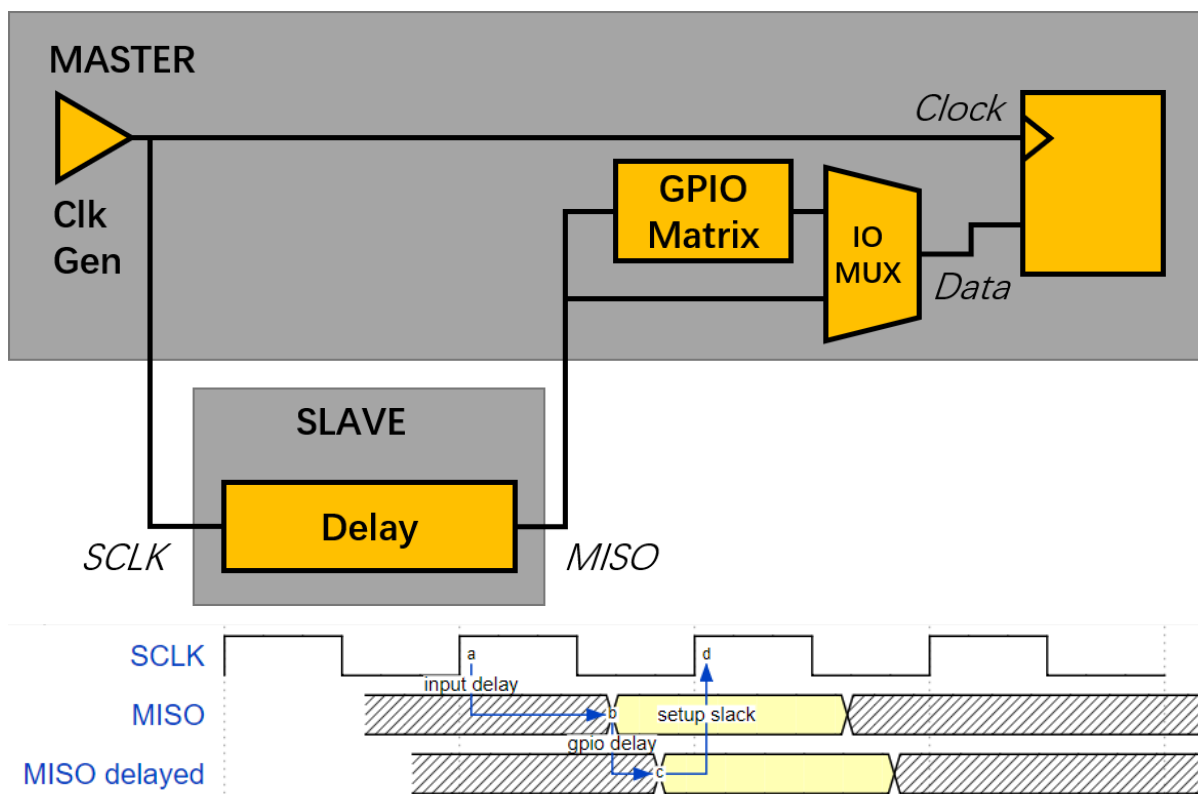 MASTER
Clk
Gen
Clock
GPIO
Matrix
IO
MUX
Data
SLAVE
Delay
SCLK
MISO
SCLK
a
d
input delay
MISO
b
setup slack
gpio delay
MISO delayed
c